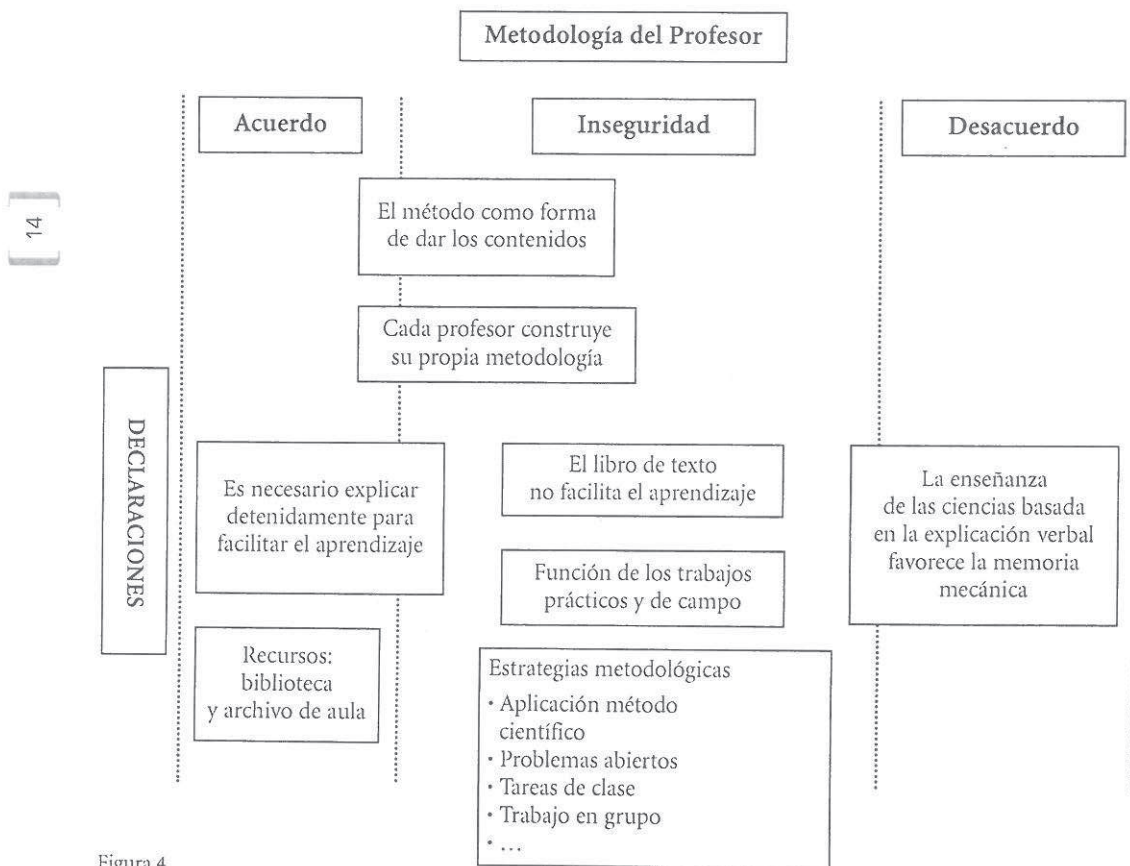 Metodología del Profesor
Acuerdo
Inseguridad
Desacuerdo
14
El método como forma
de dar los contenidos
Cada profesor construye
su propia metodología
DECLARACIONES
Es necesario explicar
detenidamente para
facilitar el aprendizaje
El libro de texto
no facilita el aprendizaje
La enseñanza
de las ciencias basada
en la explicación verbal
favorece la memoria
mecánica
Función de los trabajos
prácticos y de campo
Recursos:
biblioteca
y archivo de aula
Estrategias metodológicas
• Aplicación método
científico
• Problemas abiertos
• Tareas de clase
• Trabajo en grupo
• ...
Figura 4